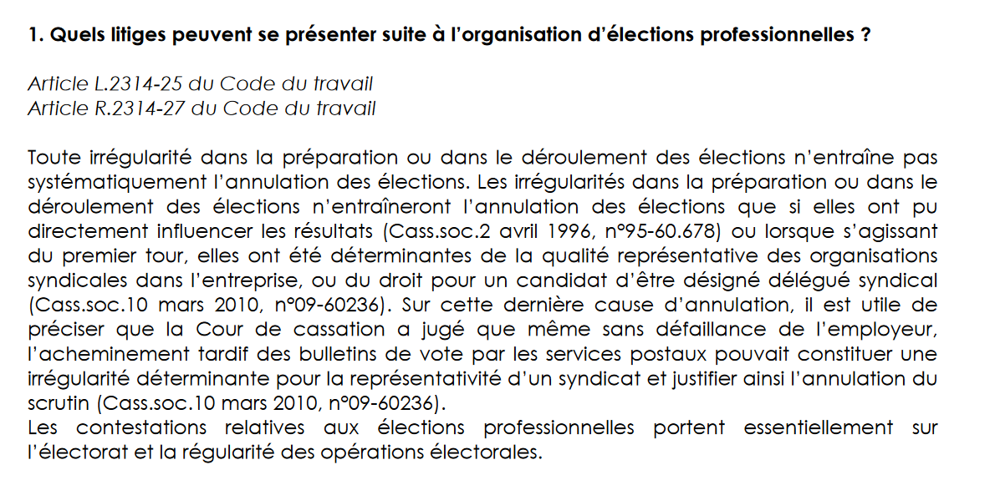 1. Quels litiges peuvent se présenter suite à l’organisation d’élections professionnelles ?
Article L.2314-25 du Code du travail
Article R.2314-27 du Code du travail
Toute irrégularité dans la préparation ou dans le déroulement des élections n’entraîne pas
systématiquement l’annulation des élections. Les irrégularités dans la préparation ou dans le
déroulement des élections n’entraîneront l’annulation des élections que si elles ont pu
directement influencer les résultats (Cass.soc.2 avril 1996, n°95-60.678) ou lorsque s’agissant
du premier tour, elles ont été déterminantes de la qualité représentative des organisations
syndicales dans l’entreprise, ou du droit pour un candidat d’être désigné délégué syndical
(Cass.soc.10 mars 2010, n°09-60236). Sur cette dernière cause d’annulation, il est utile de
préciser que la Cour de cassation a jugé que même sans défaillance de l’employeur,
l’acheminement tardif des bulletins de vote par les services postaux pouvait constituer une
irrégularité déterminante pour la représentativité d’un syndicat et justifier ainsi l’annulation du
scrutin (Cass.soc.10 mars 2010, n°09-60236).
Les contestations relatives aux élections professionnelles portent essentiellement sur
l’électorat et la régularité des opérations électorales.